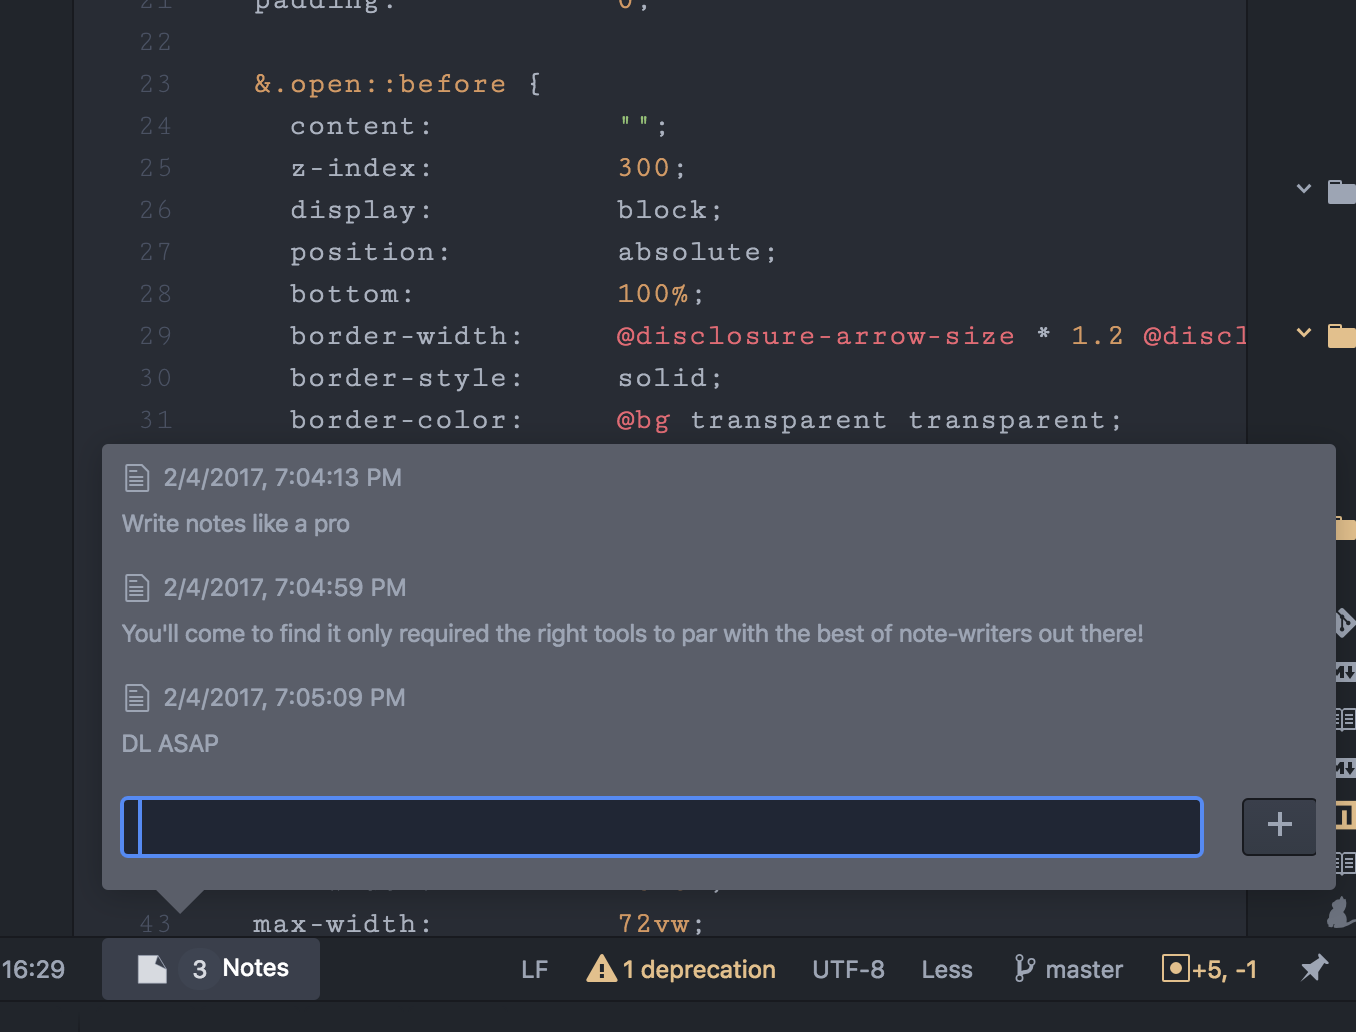 21 padding: 0;
22
23 &.open::before {
24 content: "";
25 z-index: 300;
26 display: block;
27 position: absolute;
28 bottom: 100%;
29 border-width: @disclosure-arrow-size * 1.2 @discl
30 border-style: solid;
31 border-color: @bg transparent transparent;
2/4/2017, 7:04:13 PM
Write notes like a pro
2/4/2017, 7:04:59 PM
You'll come to find it only required the right tools to par with the best of note-writers out there!
2/4/2017, 7:05:09 PM
DL ASAP
+
43 max-width: 72vw;
16:29 3 Notes LF 1 deprecation UTF-8 Less master +5, -1